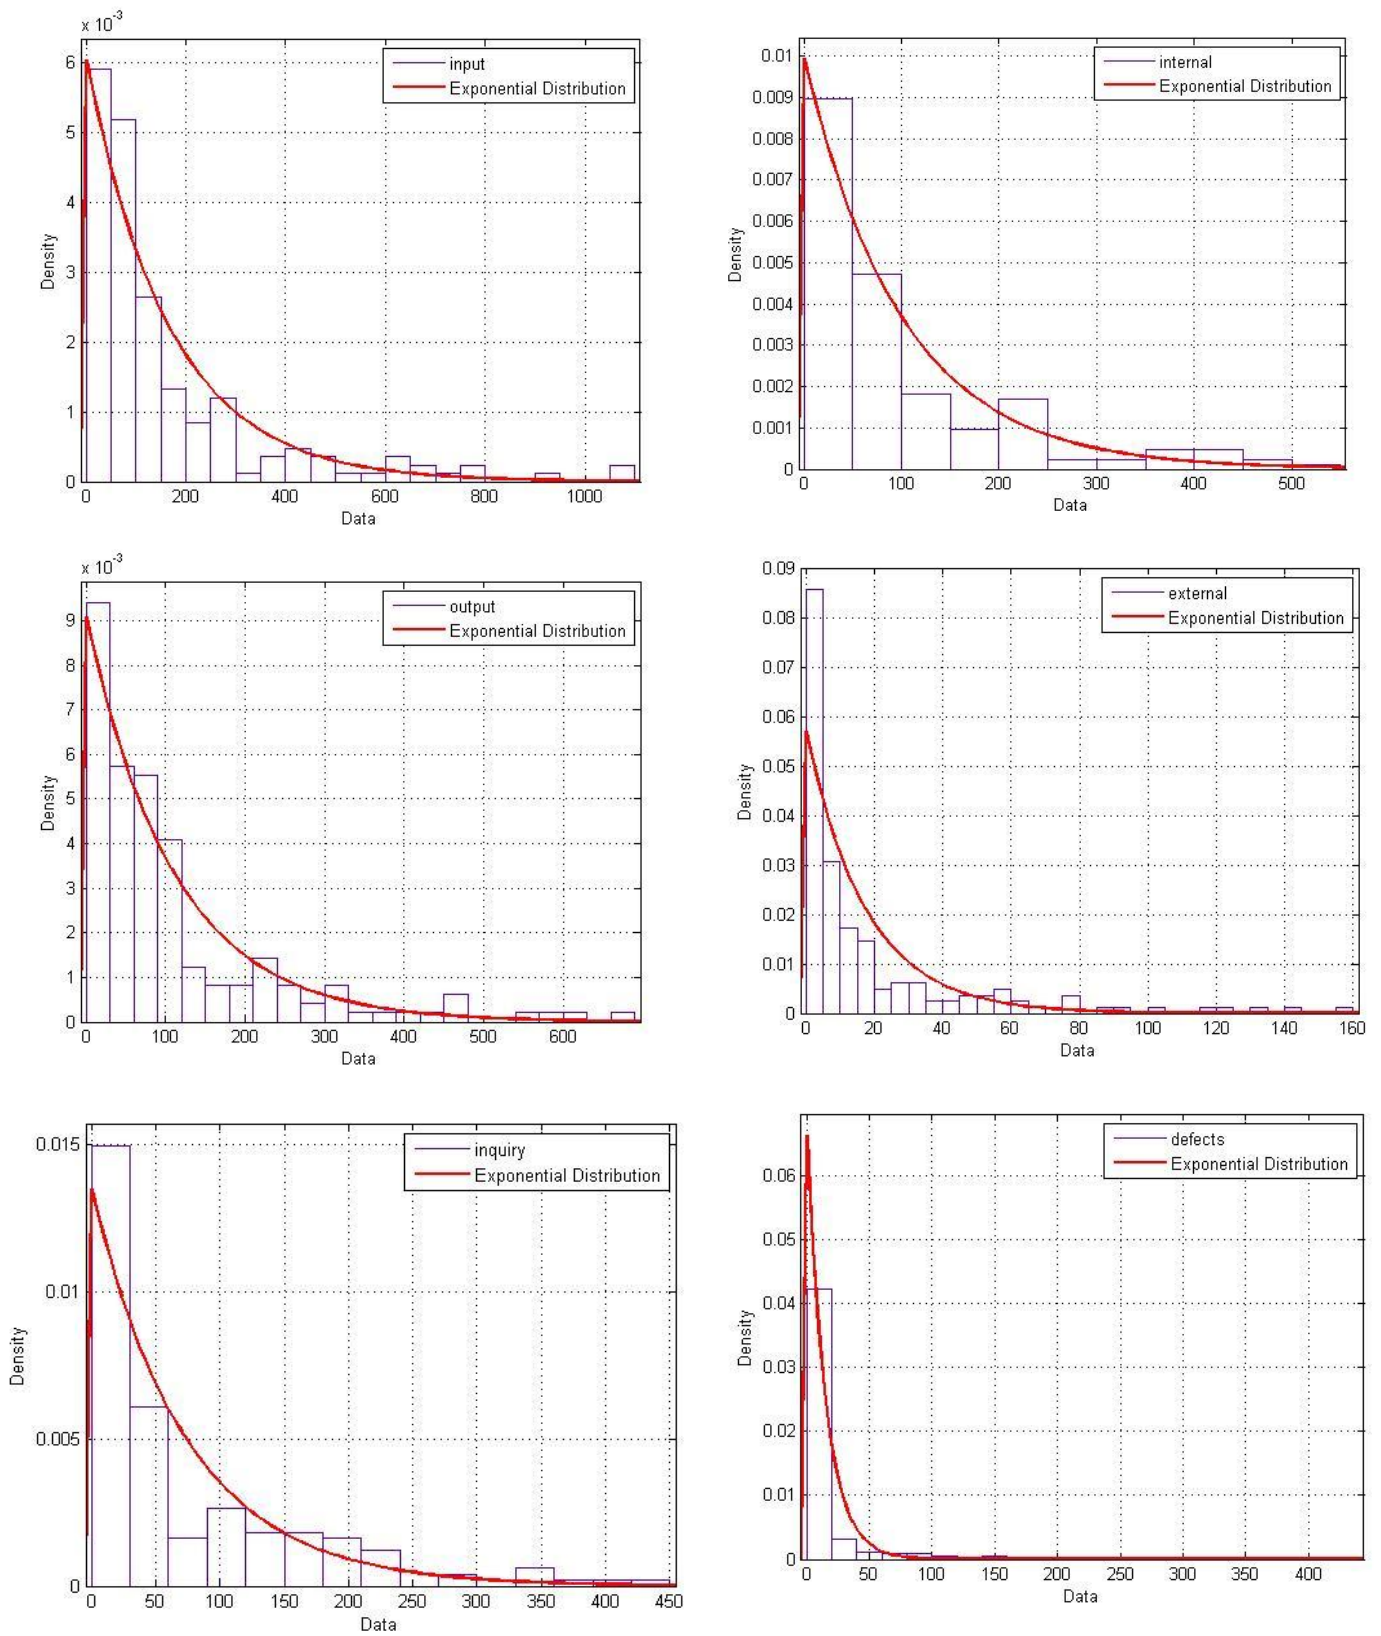 x 10-3
6
5
4
3
2
1
0
Density
input
Exponential Distribution
0 200 400 600 800 1000
Data
0.01
0.009
0.008
0.007
0.006
0.005
0.004
0.003
0.002
0.001
0
Density
internal
Exponential Distribution
0 100 200 300 400 500
Data
x 10-3
9
8
7
6
5
4
3
2
1
0
Density
output
Exponential Distribution
0 100 200 300 400 500 600
Data
0.09
0.08
0.07
0.06
0.05
0.04
0.03
0.02
0.01
0
Density
external
Exponential Distribution
0 20 40 60 80 100 120 140 160
Data
0.015
0.01
0.005
0
Density
inquiry
Exponential Distribution
0 50 100 150 200 250 300 350 400 450
Data
0.06
0.05
0.04
0.03
0.02
0.01
0
Density
defects
Exponential Distribution
0 50 100 150 200 250 300 350 400
Data